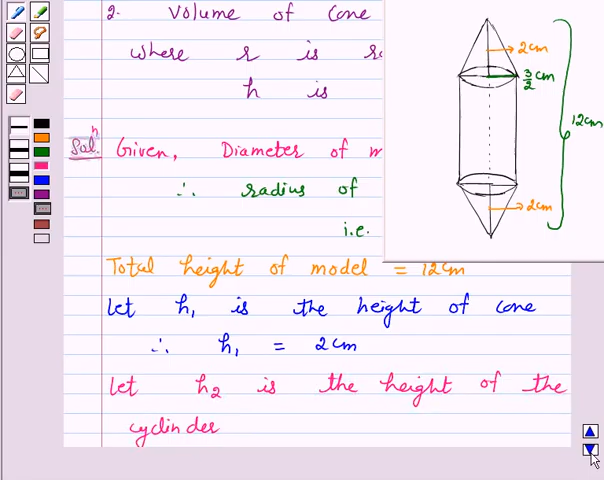 2. Volume of cone
where r is
h is
Solⁿ. Given, Diameter of
∴ radius of
i.e.
Total height of model = 12cm
Let h₁ is the height of cone
∴ h₁ = 2cm
Let h₂ is the height of the
cyclinder
2cm
3/2 cm
12cm
2cm